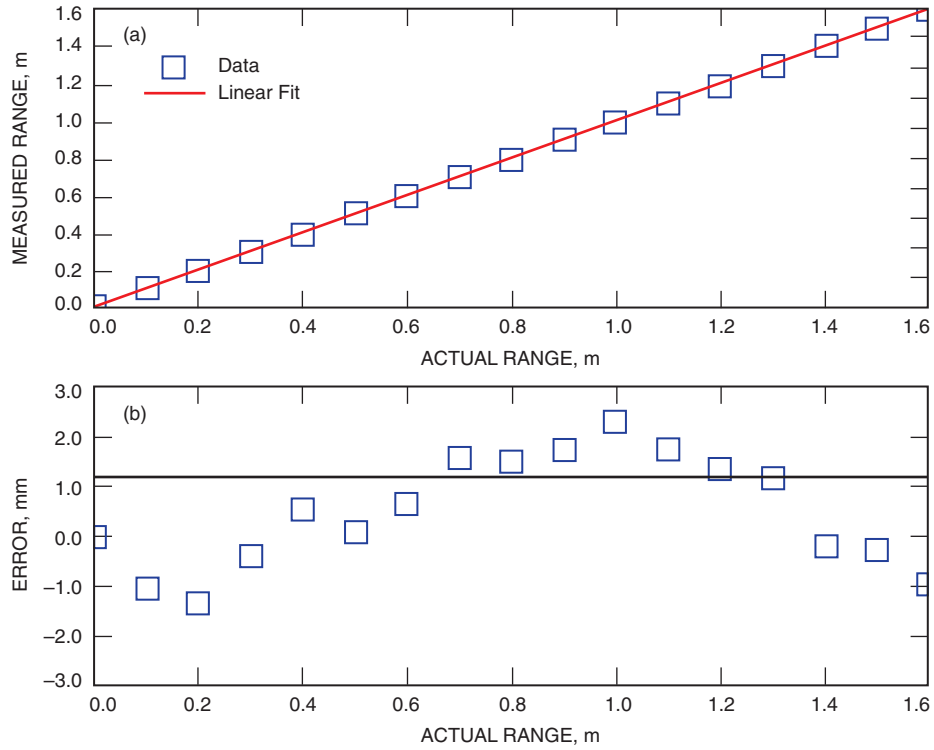 (a)
Data
Linear Fit
MEASURED RANGE, m
1.6
1.4
1.2
1.0
0.8
0.6
0.4
0.2
0.0
0.0 0.2 0.4 0.6 0.8 1.0 1.2 1.4 1.6
ACTUAL RANGE, m
(b)
ERROR, mm
3.0
2.0
1.0
0.0
–1.0
–2.0
–3.0
0.0 0.2 0.4 0.6 0.8 1.0 1.2 1.4 1.6
ACTUAL RANGE, m